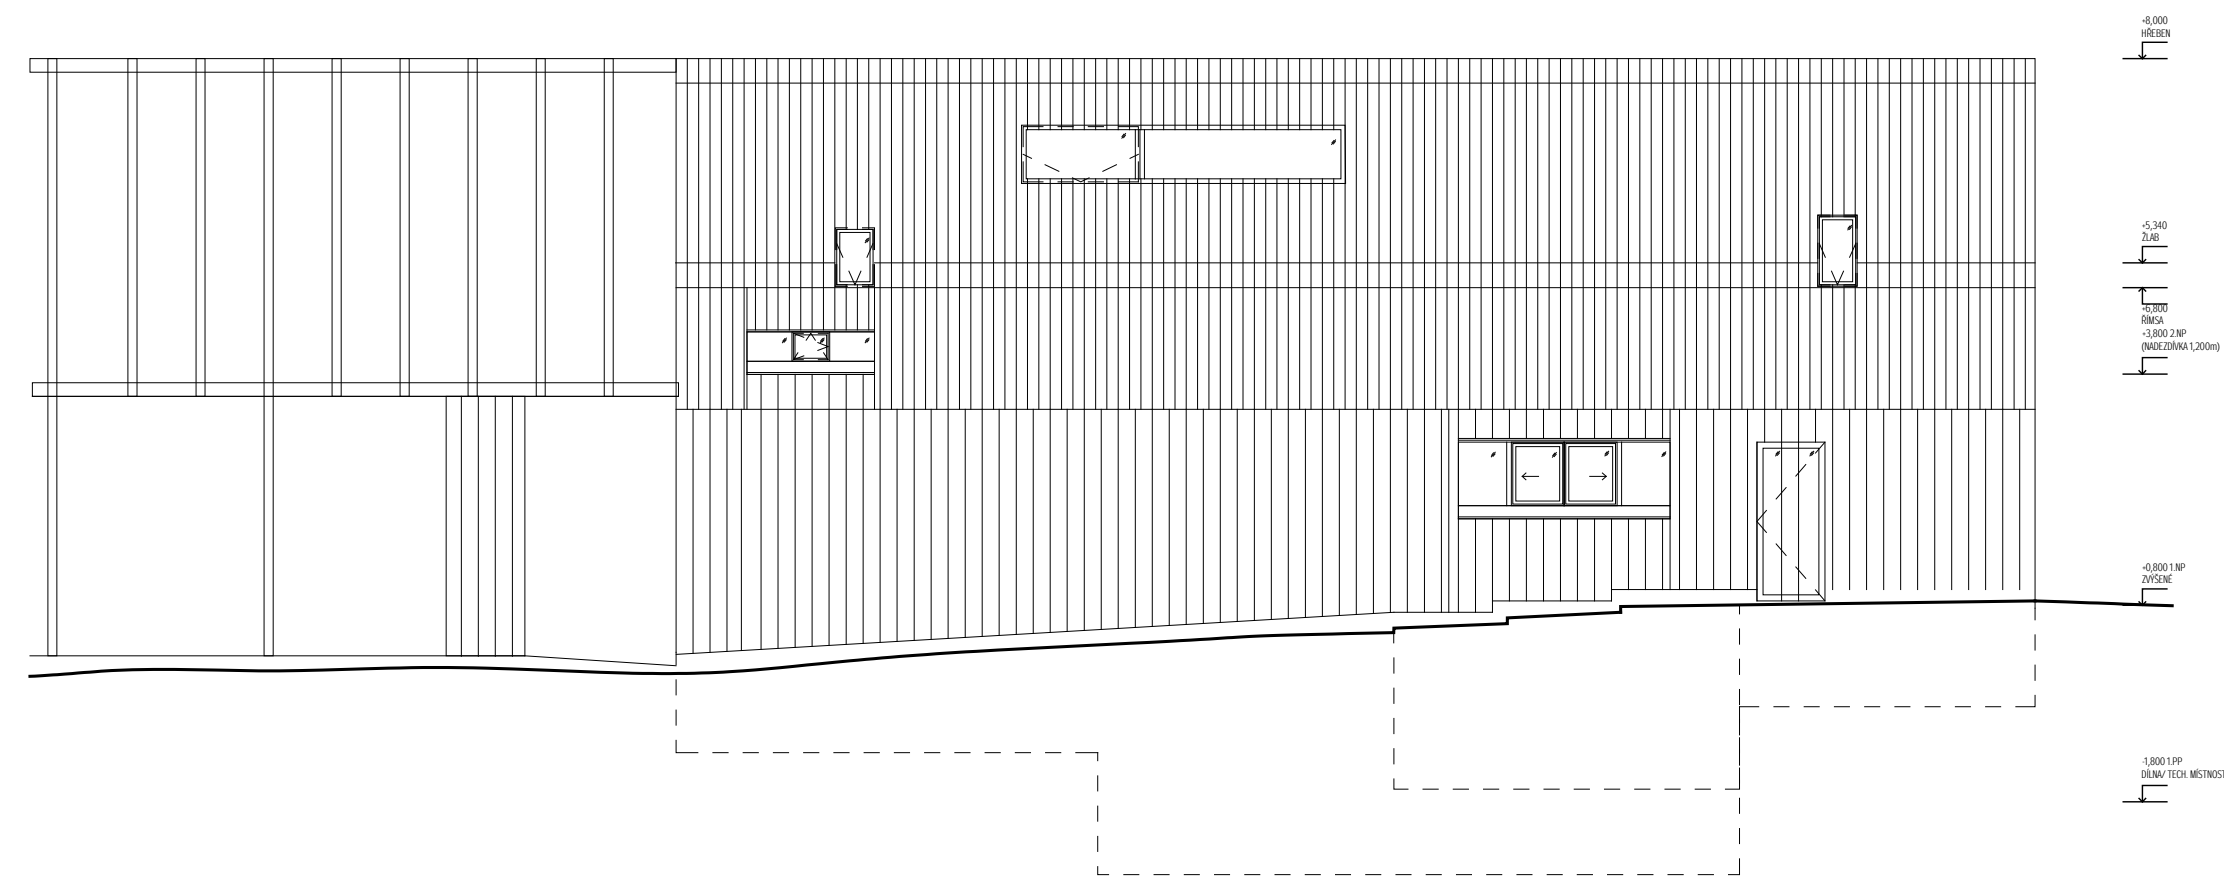 +8,000
HŘEBEN
+5,340
ŽLAB
+6,800
ŘÍMSA
+3,800 2.NP
(NADEZDÍVKA 1,200m)
+0,800 1.NP
ZVÝŠENÉ
-1,800 1.PP
DÍLNA/ TECH. MÍSTNOST